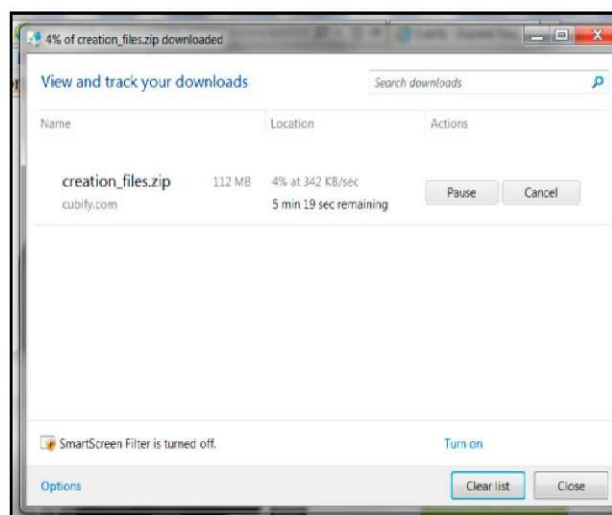 4% of creation_files.zip downloaded
View and track your downloads
Search downloads
Name Location Actions
creation_files.zip 112 MB 4% at 342 KB/sec Pause Cancel
cubify.com 5 min 19 sec remaining
SmartScreen Filter is turned off. Turn on
Options Clear list Close